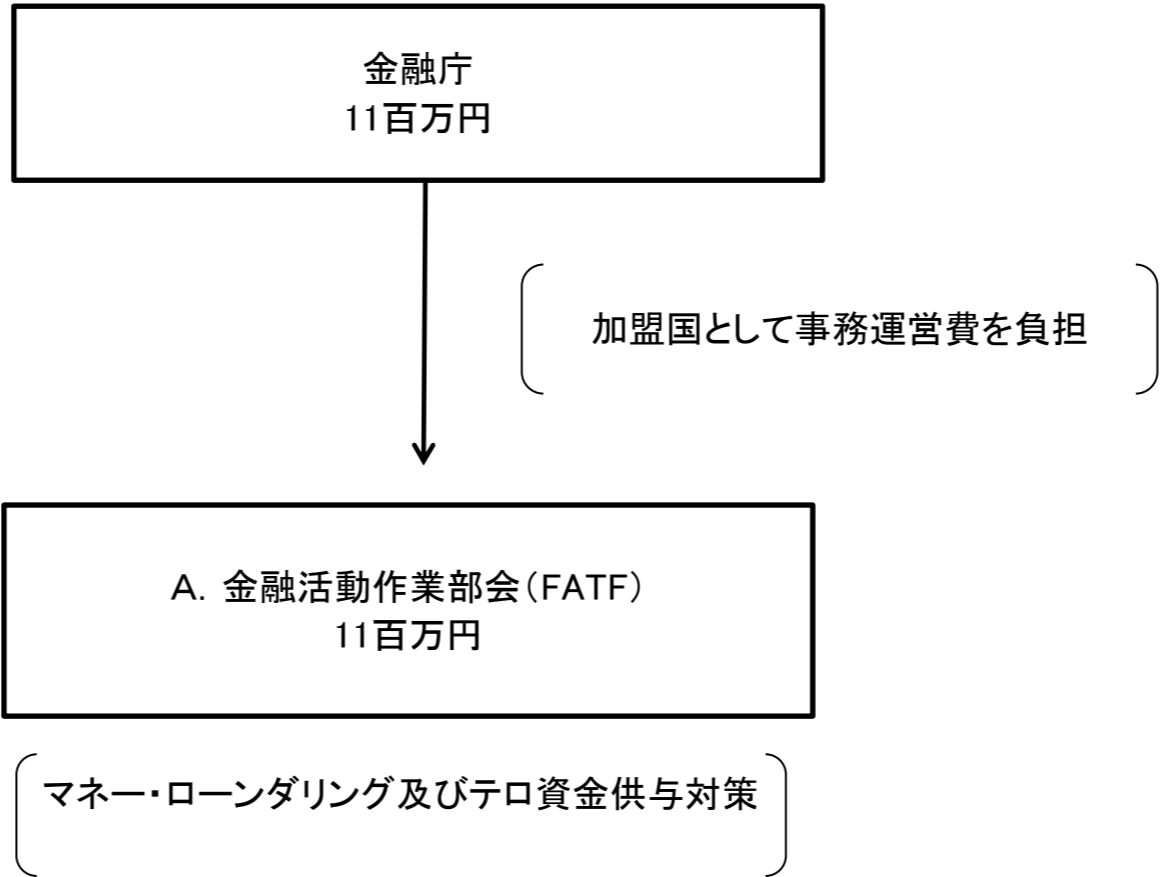 金融庁
11百万円
加盟国として事務運営費を負担
A．金融活動作業部会（FATF）
11百万円
マネー・ローンダリング及びテロ資金供与対策